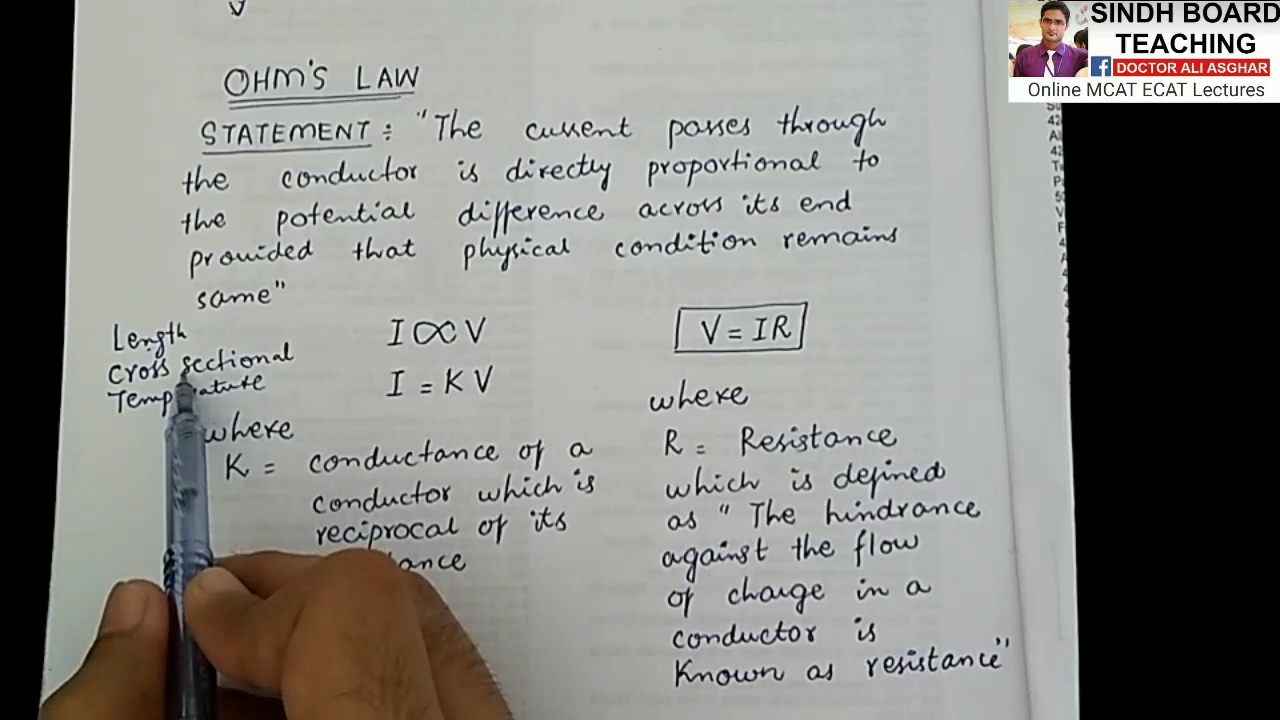 SINDH BOARD
TEACHING
DOCTOR ALI ASGHAR
Online MCAT ECAT Lectures
OHM'S LAW
STATEMENT : "The current passes through
the conductor is directly proportional to
the potential difference across its end
provided that physical condition remains
same"
Length
Cross sectional
Temperature
I ∝ V
I = K V
where
K = conductance of a
conductor which is
reciprocal of its
V = IR
where
R = Resistance
which is defined
as "The hindrance
against the flow
of charge in a
conductor is
Known as resistance"